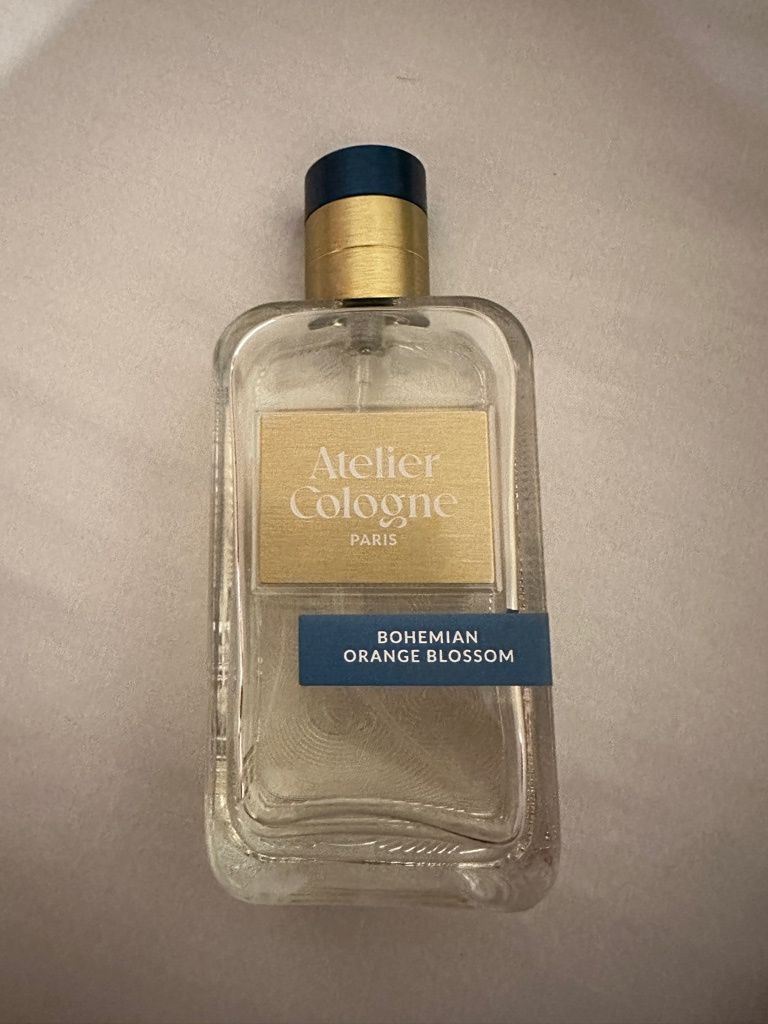 Atelier
Cologne
PARIS
BOHEMIAN
ORANGE BLOSSOM